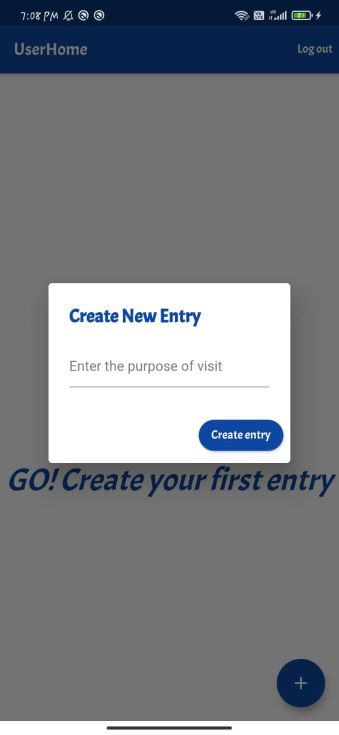 7:08 PM
UserHome
Log out
Create New Entry
Enter the purpose of visit
Create entry
GO! Create your first entry